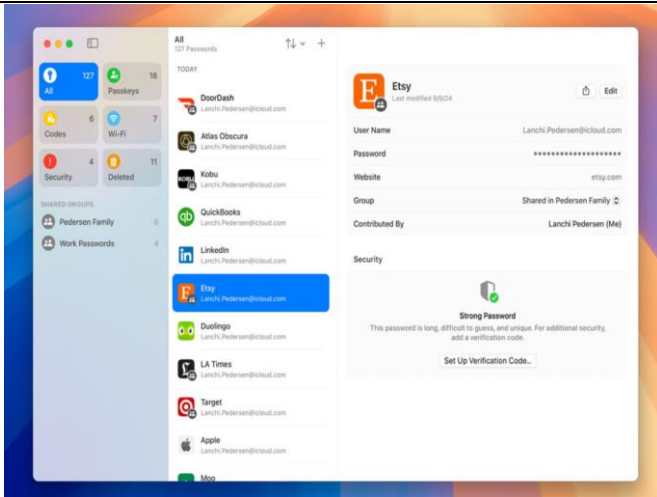 127
All
18
Passkeys
6
Codes
7
Wi-Fi
4
Security
11
Deleted
SHARED GROUPS
Pedersen Family 6
Work Passwords 4
All
127 Passwords
TODAY
DoorDash
Lanchi.Pedersen@icloud.com
Atlas Obscura
Lanchi.Pedersen@icloud.com
Kobu
Lanchi.Pedersen@icloud.com
qb
QuickBooks
Lanchi.Pedersen@icloud.com
in
LinkedIn
Lanchi.Pedersen@icloud.com
E
Etsy
Lanchi.Pedersen@icloud.com
Duolingo
Lanchi.Pedersen@icloud.com
LA Times
Lanchi.Pedersen@icloud.com
Target
Lanchi.Pedersen@icloud.com
Apple
Lanchi.Pedersen@icloud.com
Moo
E
Etsy
Last modified 9/9/24
Edit
User Name Lanchi.Pedersen@icloud.com
Password ••••••••••••••••••••
Website etsy.com
Group Shared in Pedersen Family
Contributed By Lanchi Pedersen (Me)
Security
Strong Password
This password is long, difficult to guess, and unique. For additional security,
add a verification code.
Set Up Verification Code...